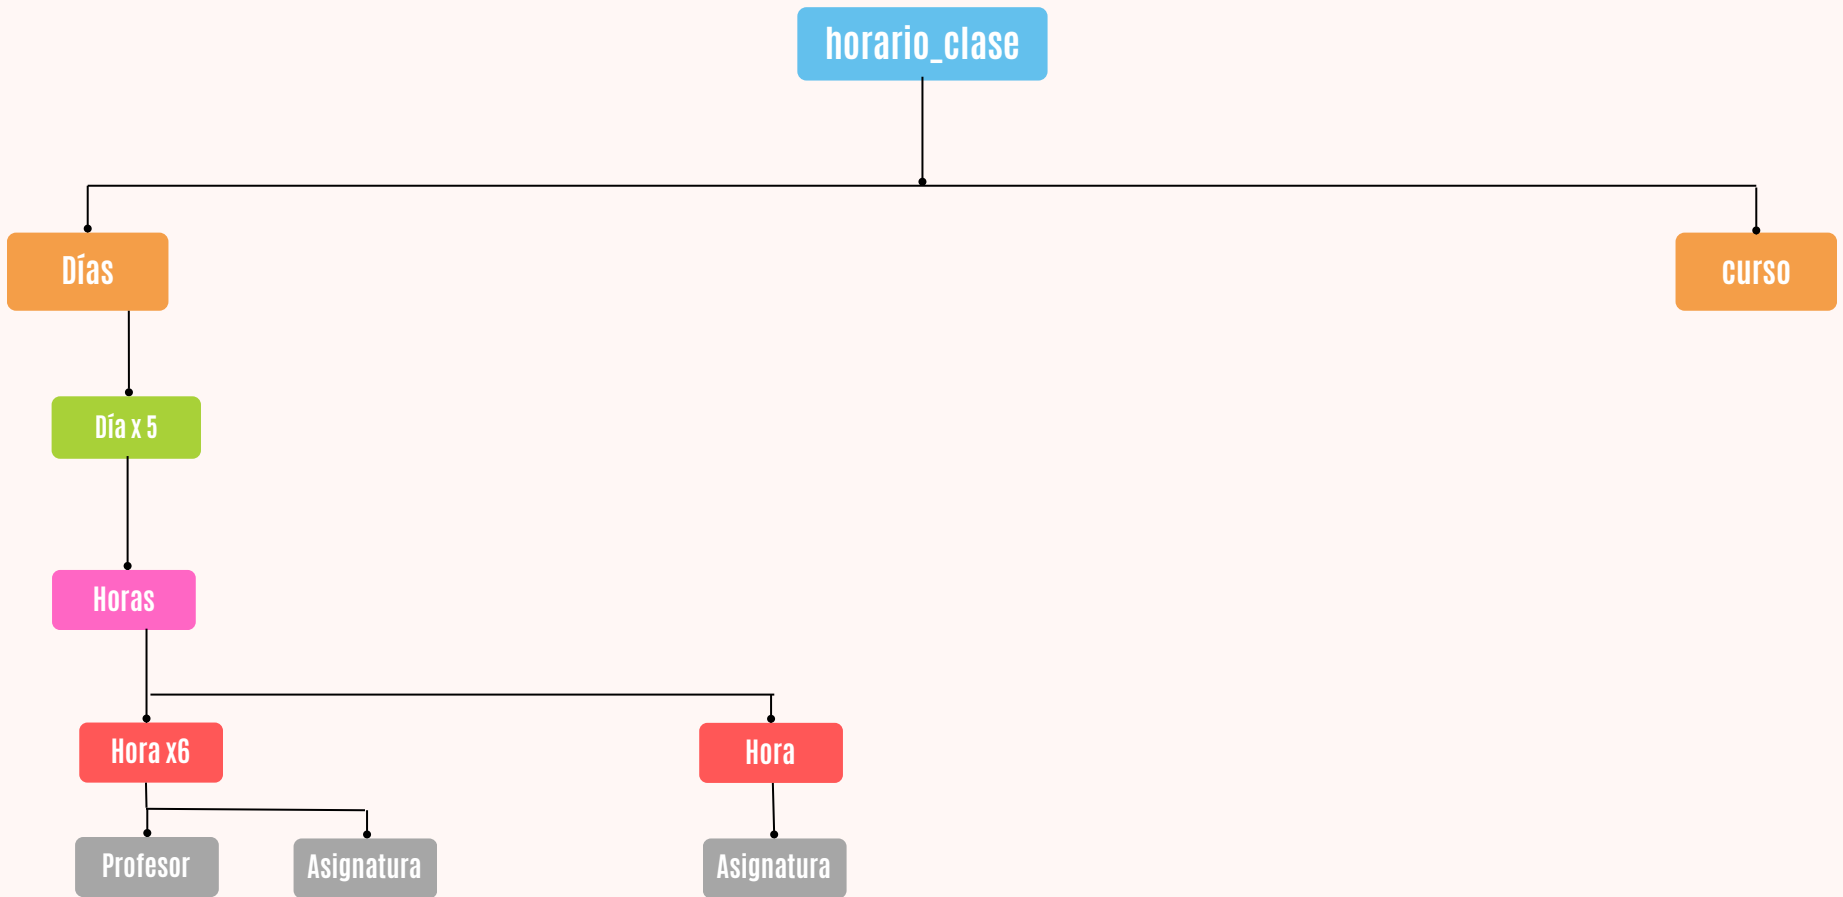 horario_clase
Días
curso
Día x 5
Horas
Hora x6
Hora
Profesor
Asignatura
Asignatura